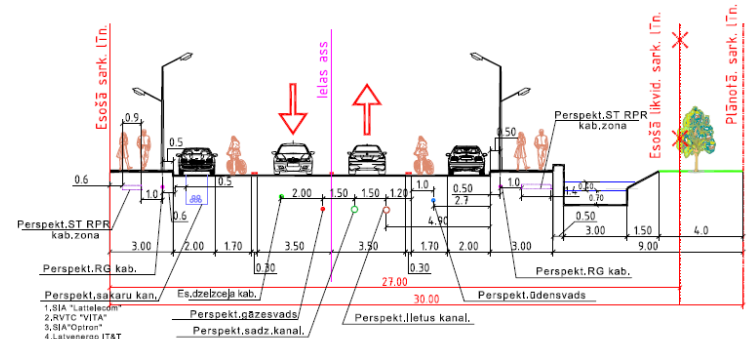 Esošā sark. līn.
Ielas ass
Esošā likvid. sark. līn.
Plānotā. sark. līn.
0.9
0.5
0.50
Perspekt.ST RPR
kab.zona
0.6
1.0
0.5
0.6
2.00
1.50
1.50
1.20
1.0
0.50
2.7
4.90
1.0
1.4
0.70
0.50
Perspekt.ST RPR
kab.zona
3.00
2.00
1.70
3.50
3.50
1.70
2.00
3.00
3.00
1.50
4.0
9.00
0.30
0.30
Perspekt.RG kab.
Perspekt.RG kab.
27.00
30.00
Perspekt.sakaru kan.
Es.dzelzceja kab.
Perspekt.ūdensvads
Perspekt.gāzesvads
Perspekt.lietus kanal.
Perspekt.sadz.kanal.
1.SIA "Lattelecom"
2.RVTC "VITA"
3.SIA"Optron"
4.Latvenergo IT&T